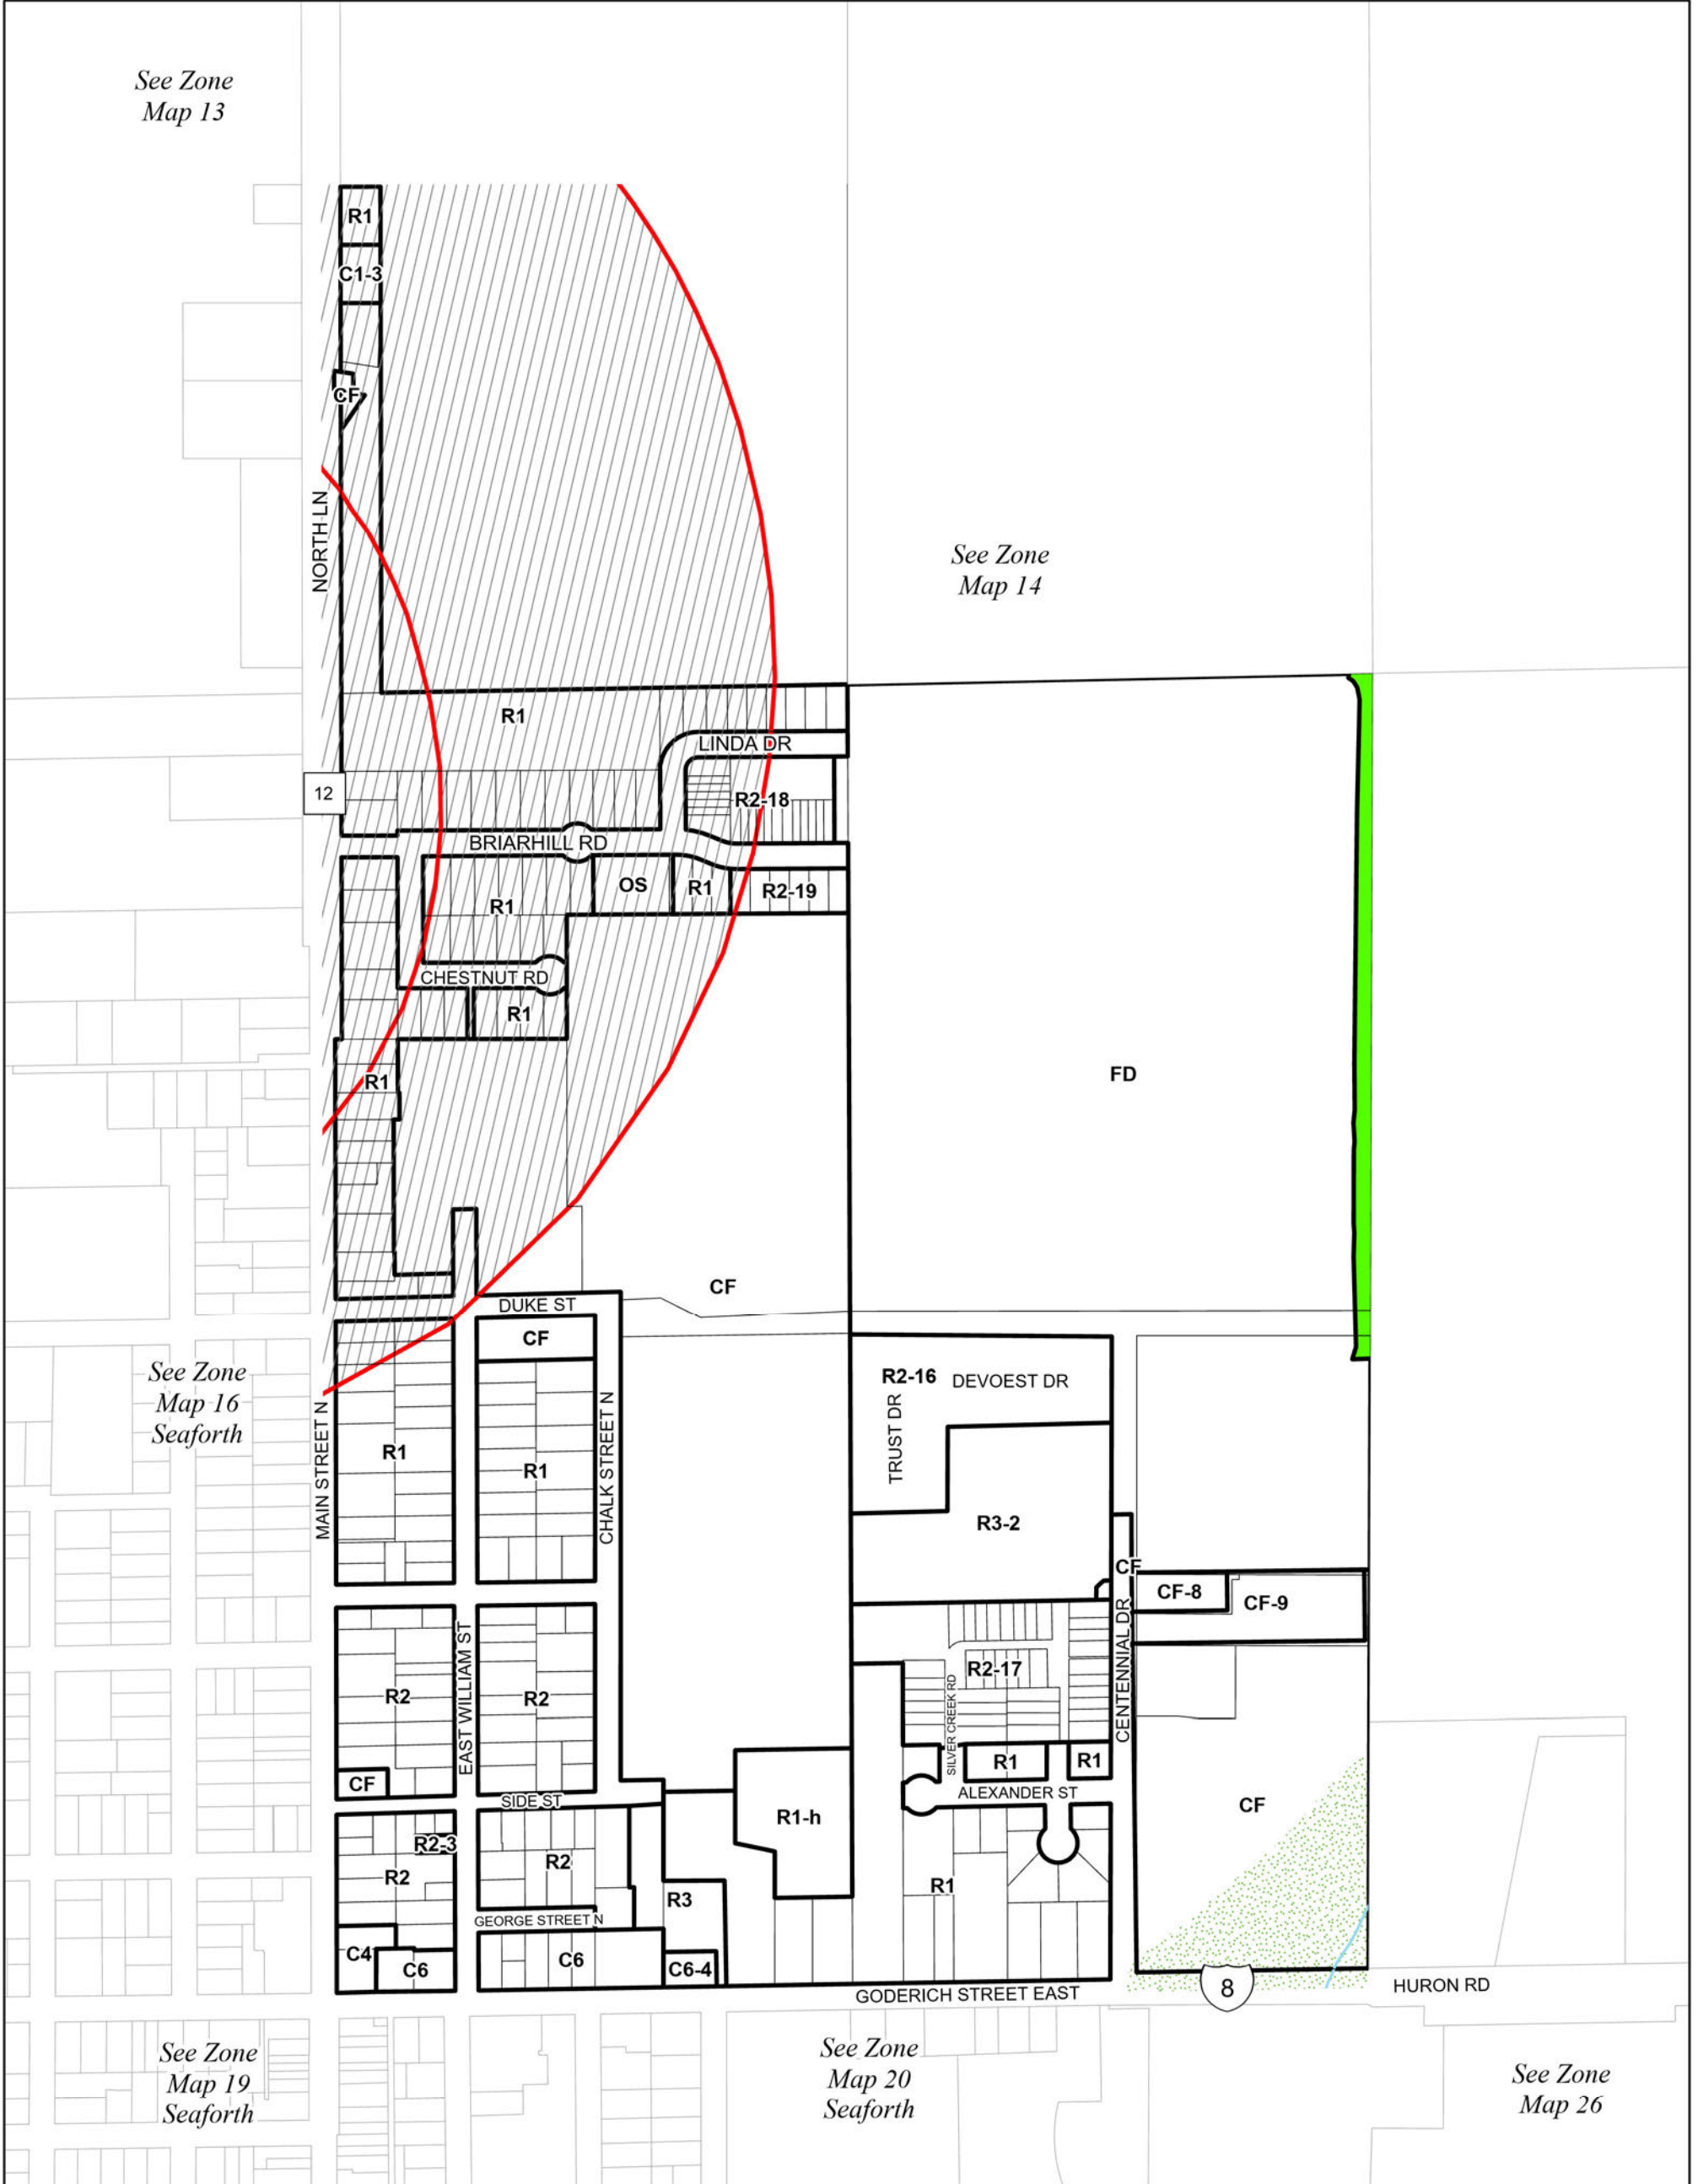 See Zone
Map 13
R1
C1-3
CF
NORTH LN
See Zone
Map 14
R1
LINDA DR
12
R2-18
BRIARHILL RD
OS
R1
R2-19
R1
CHESTNUT RD
R1
FD
R1
CF
DUKE ST
CF
See Zone
Map 16
Seaforth
R2-16
DEVOEST DR
TRUST DR
MAIN STREET N
R1
R1
CHALK STREET N
R3-2
CF
CF-8
CF-9
CENTENNIAL DR
R2
EAST WILLIAM ST
R2
R2-17
SILVER CREEK RD
R1
R1
CF
SIDE ST
ALEXANDER ST
R1-h
CF
R2-3
R2
R2
R3
R1
GEORGE STREET N
C4
C6
C6
C6-4
GODERICH STREET EAST
8
HURON RD
See Zone
Map 19
Seaforth
See Zone
Map 20
Seaforth
See Zone
Map 26